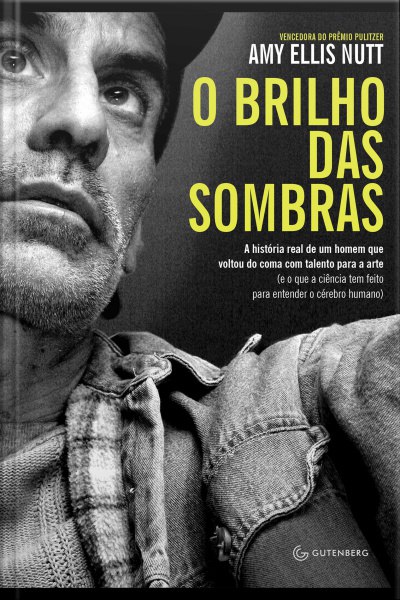 VENCEDORA DO PRÊMIO PULITZER
AMY ELLIS NUTT
O BRILHO
DAS
SOMBRAS
A história real de um homem que
voltou do coma com talento para a arte
(e o que a ciência tem feito
para entender o cérebro humano)
GUTENBERG